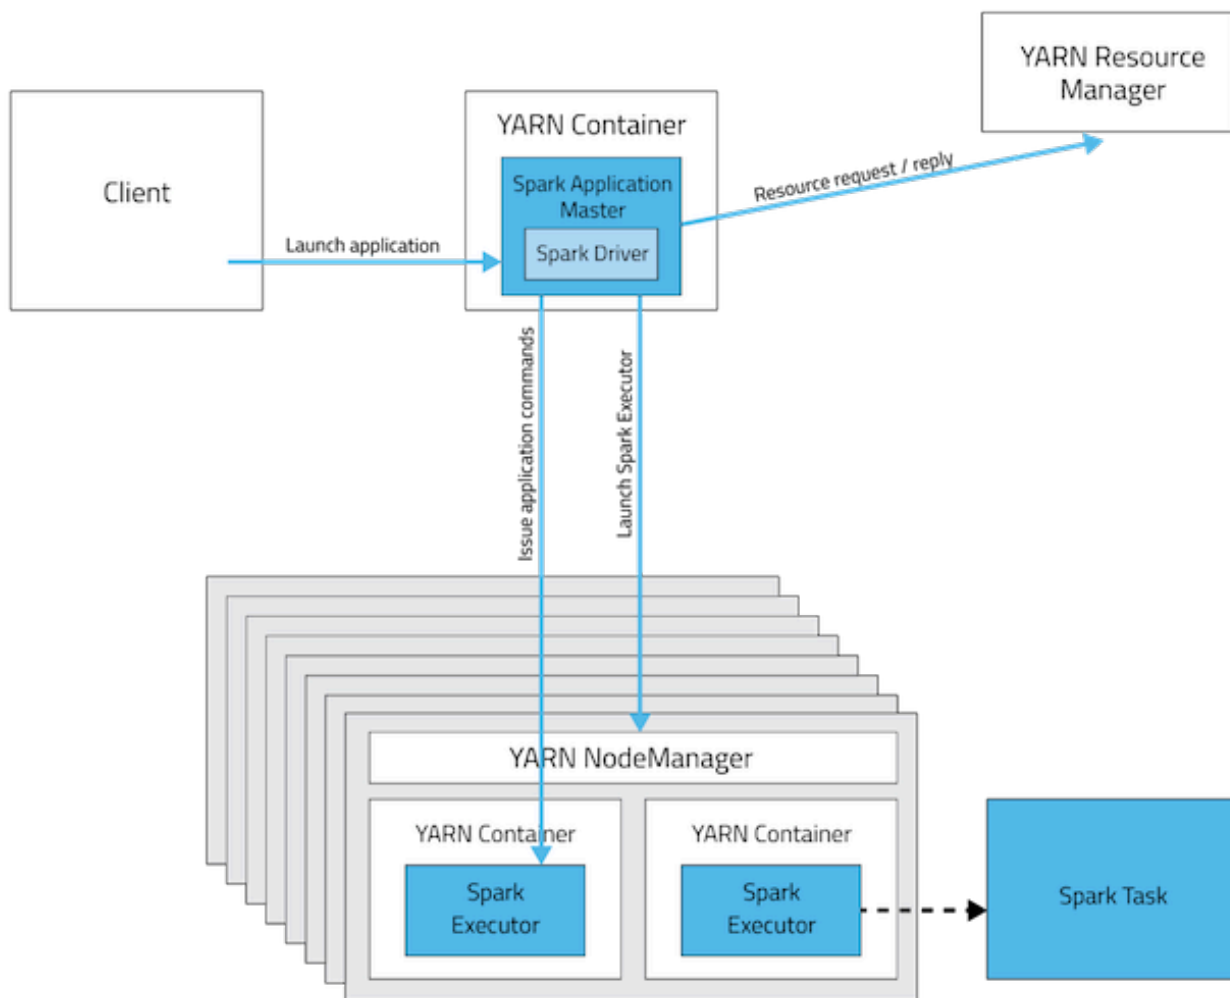 YARN Resource
Manager
YARN Container
Client
Spark Application
Master
Resource request / reply
Launch application
Spark Driver
Issue application commands
Launch Spark Executor
YARN NodeManager
YARN Container
YARN Container
Spark
Executor
Spark
Executor
Spark Task